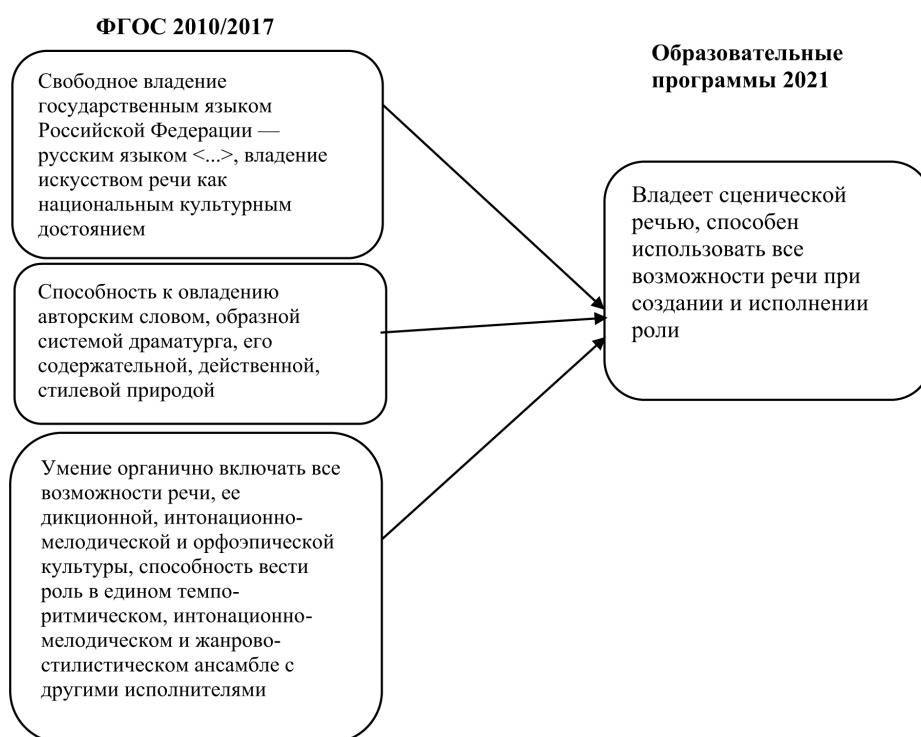 ФГОС 2010/2017
Свободное владение
государственным языком
Российской Федерации —
русским языком <...>, владение
искусством речи как
национальным культурным
достоянием
Способность к овладению
авторским словом, образной
системой драматурга, его
содержательной, действенной,
стилевой природой
Умение органично включать все
возможности речи, ее
дикционной, интонационно-
мелодической и орфоэпической
культуры, способность вести
роль в едином темпо-
ритмическом, интонационно-
мелодическом и жанрово-
стилистическом ансамбле с
другими исполнителями
Образовательные
программы 2021
Владеет сценической
речью, способен
использовать все
возможности речи при
создании и исполнении
роли